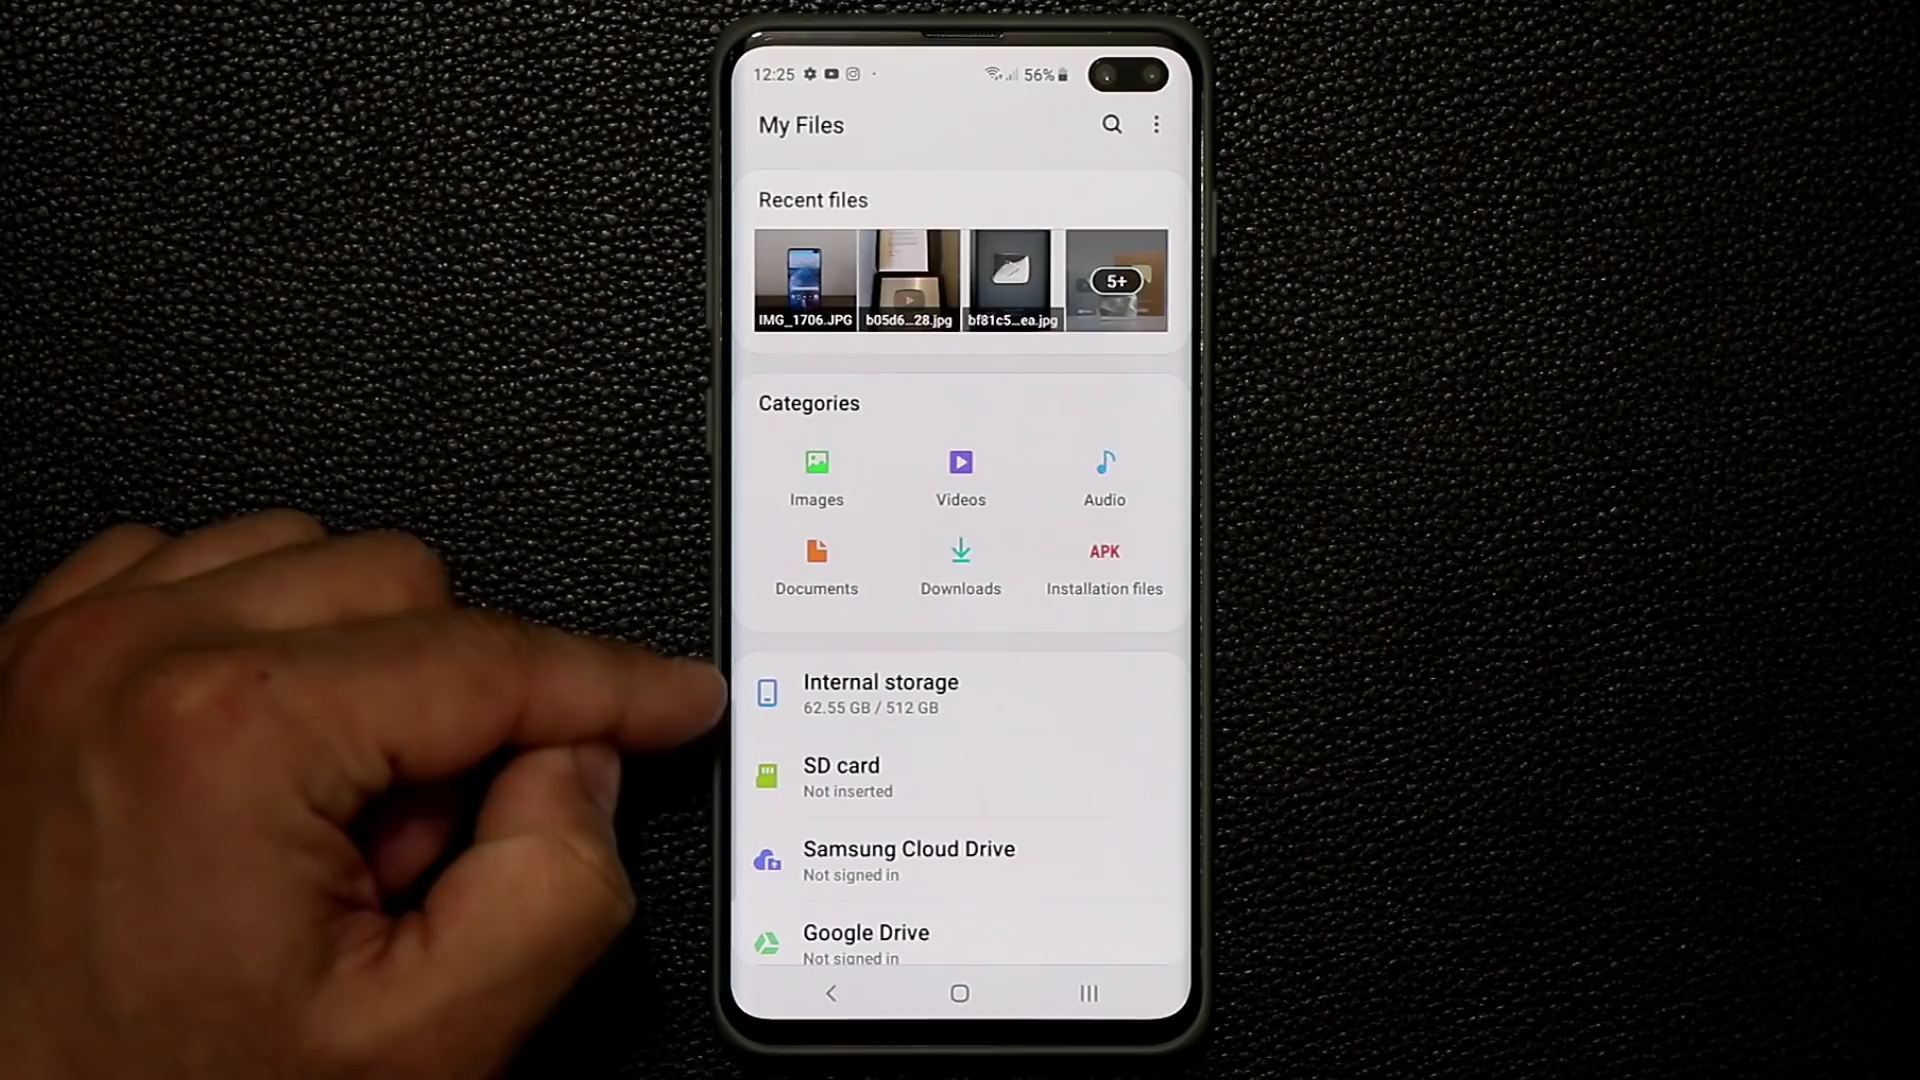 12:25
56%
My Files
Recent files
IMG_1706.JPG
b05d6...28.jpg
bf81c5...ea.jpg
5+
Categories
Images
Videos
Audio
APK
Documents
Downloads
Installation files
Internal storage
62.55 GB / 512 GB
SD card
Not inserted
Samsung Cloud Drive
Not signed in
Google Drive
Not signed in